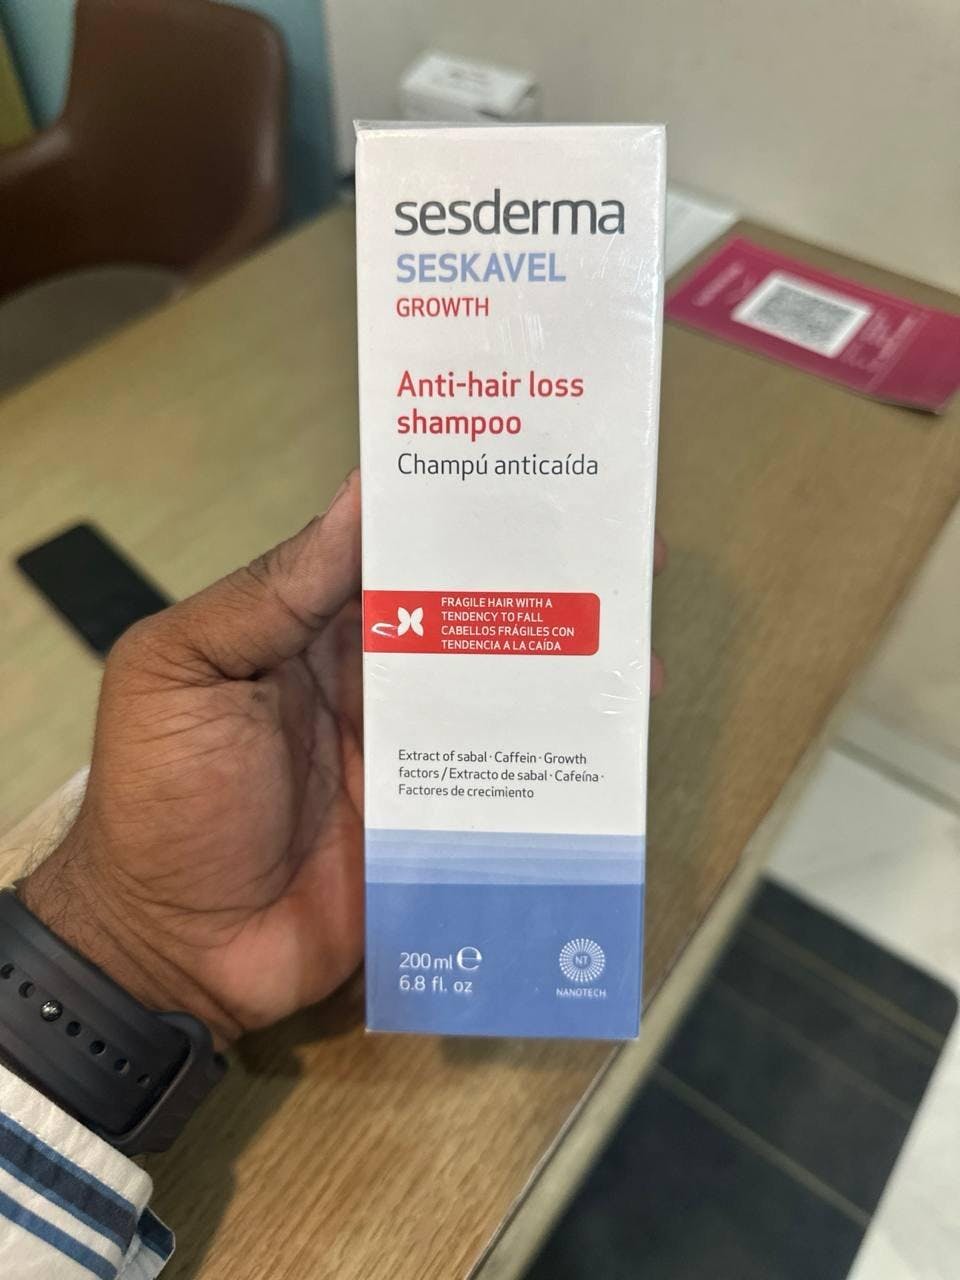 sesderma
SESKAVEL
GROWTH
Anti-hair loss
shampoo
Champú anticaída
FRAGILE HAIR WITH A
TENDENCY TO FALL
CABELLOS FRÁGILES CON
TENDENCIA A LA CAÍDA
Extract of sabal · Caffein · Growth
factors / Extracto de sabal · Cafeína ·
Factores de crecimiento
200 ml ℮
6.8 fl. oz
NT
NANOTECH